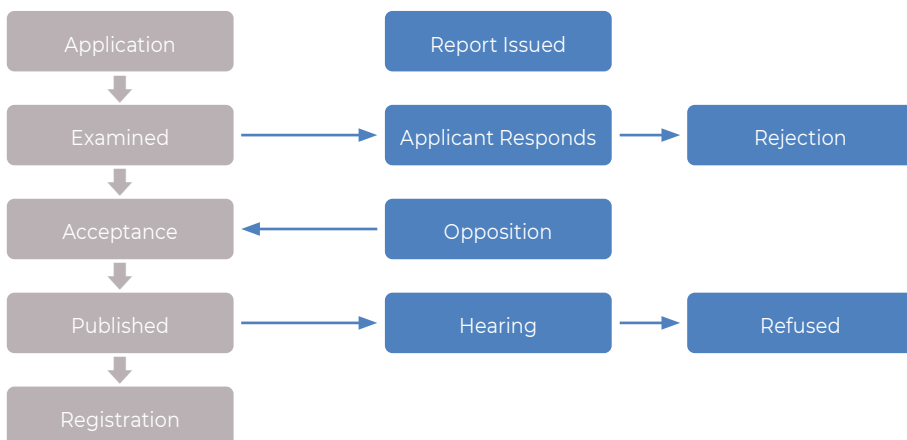 Application
Report Issued
Examined
Applicant Responds
Rejection
Acceptance
Opposition
Published
Hearing
Refused
Registration